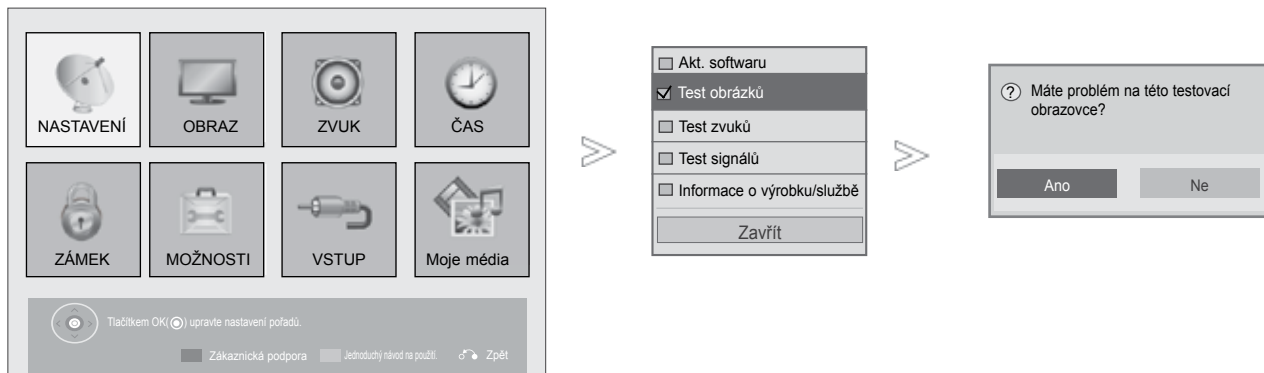 NASTAVENÍ
OBRAZ
ZVUK
ČAS
ZÁMEK
MOŽNOSTI
VSTUP
Moje média
Tlačítkem OK( ) upravte nastavení pořadů.
Zákaznická podpora
Jednoduchý návod na použití.
Zpět
Akt. softwaru
Test obrázků
Test zvuků
Test signálů
Informace o výrobku/službě
Zavřít
? Máte problém na této testovací
obrazovce?
Ano
Ne